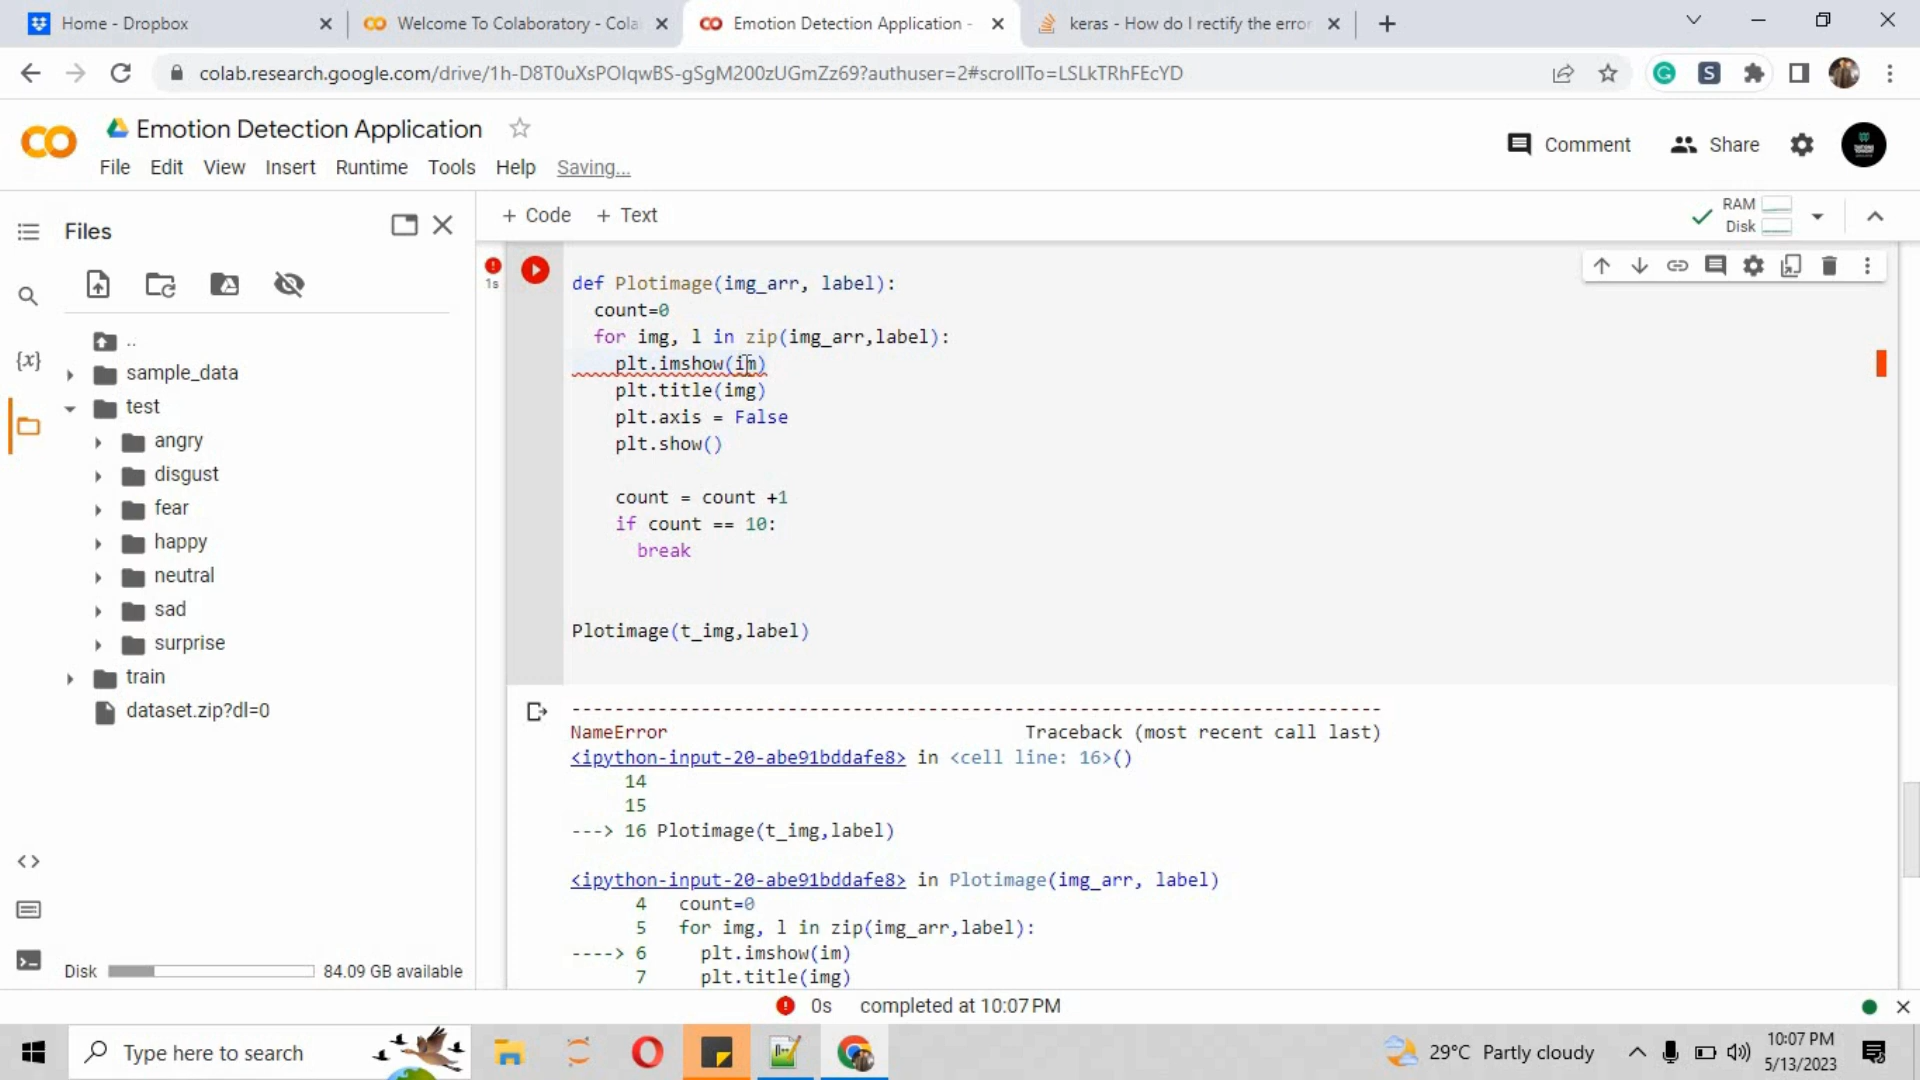 Home - Dropbox
Welcome To Colaboratory - Cola
Emotion Detection Application -
keras - How do I rectify the error
colab.research.google.com/drive/1h-D8T0uXsPOIqwBS-gSgM200zUGmZz69?authuser=2#scrollTo=LSLkTRhFEcYD
Emotion Detection Application
Comment
Share
File Edit View Insert Runtime Tools Help Saving...
Files
+ Code + Text
RAM
Disk
..
sample_data
test
angry
disgust
fear
happy
neutral
sad
surprise
train
dataset.zip?dl=0
Disk
84.09 GB available
{x}
1s
def Plotimage(img_arr, label):
count=0
for img, l in zip(img_arr,label):
plt.imshow(im)
plt.title(img)
plt.axis = False
plt.show()
count = count +1
if count == 10:
break
Plotimage(t_img,label)
--------------------------------------------------------------------------
NameError Traceback (most recent call last)
<ipython-input-20-abe91bddafe8> in <cell line: 16>()
14
15
---> 16 Plotimage(t_img,label)
<ipython-input-20-abe91bddafe8> in Plotimage(img_arr, label)
4 count=0
5 for img, l in zip(img_arr,label):
----> 6 plt.imshow(im)
7 plt.title(img)
0s completed at 10:07 PM
Type here to search
29°C Partly cloudy
10:07 PM
5/13/2023